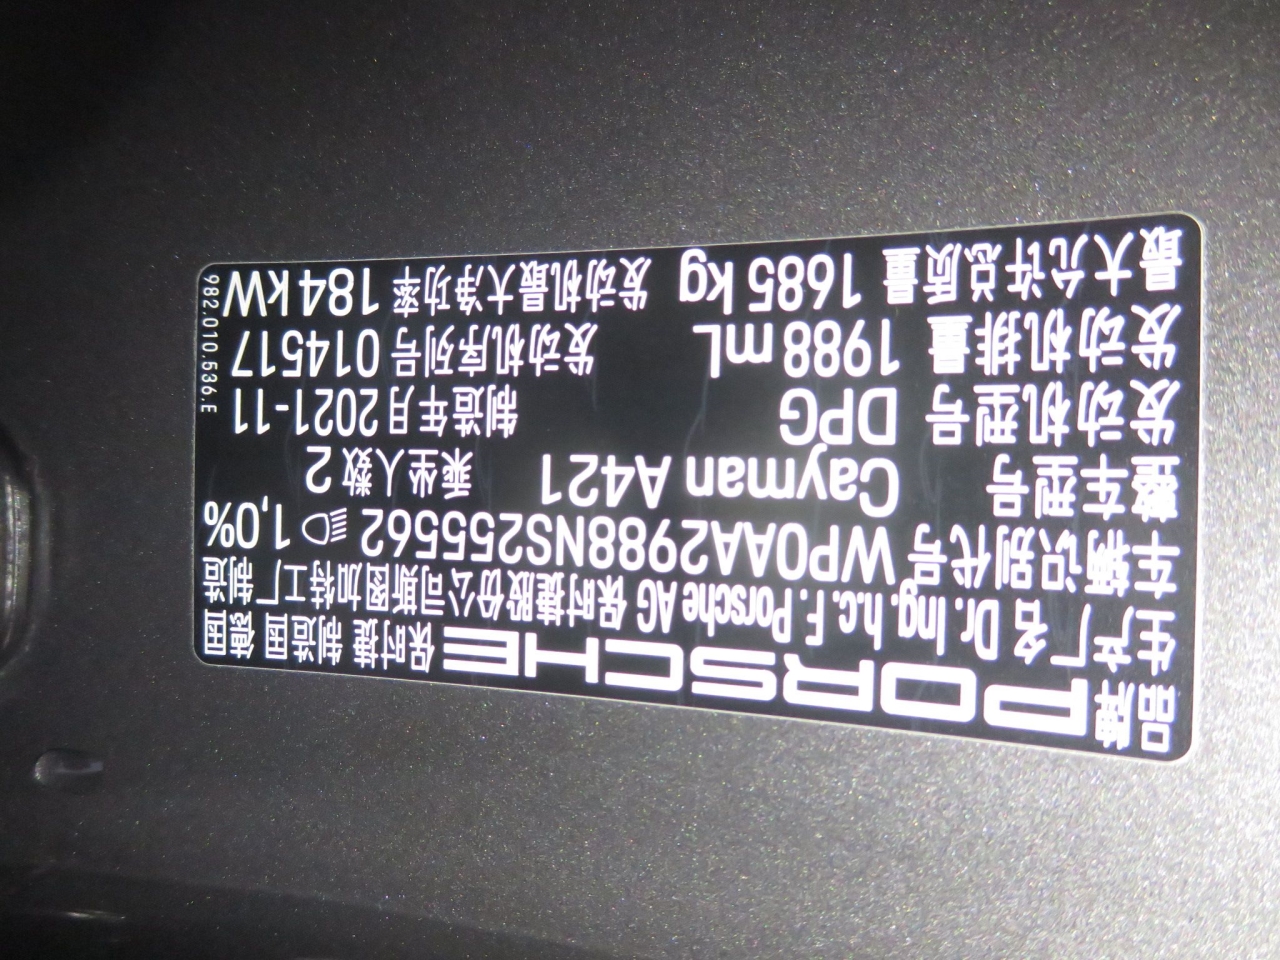 品牌 PORSCHE 保时捷 德国制造
生产厂名 Dr. Ing. h.c. F. Porsche AG 保时捷股份公司斯图加特工厂制造
车辆识别代号 WP0AA2988NS255562 1,0%
整车型号 Cayman A421 乘坐人数 2
发动机型号 DPG 制造年月 2021-11
发动机排量 1988 mL 发动机序列号 014517
最大允许总质量 1685 kg 发动机最大净功率 184 kW
982.010.536.E